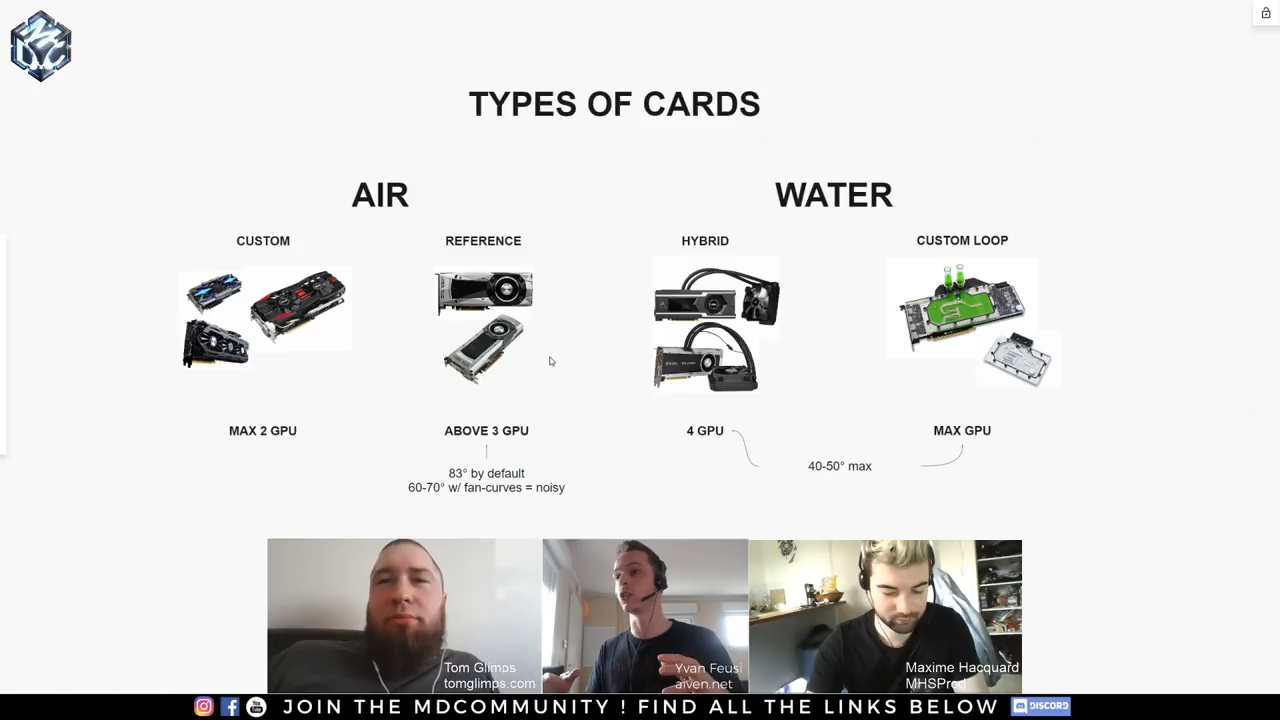 TYPES OF CARDS
AIR
WATER
CUSTOM
REFERENCE
HYBRID
CUSTOM LOOP
MAX 2 GPU
ABOVE 3 GPU
4 GPU
MAX GPU
83° by default
60-70° w/ fan-curves = noisy
40-50° max
Tom Glimps
tomglimps.com
Yvan Feusi
aiven.net
Maxime Hacquard
MHSProd
JOIN THE MDCOMMUNITY ! FIND ALL THE LINKS BELOW
DISCORD